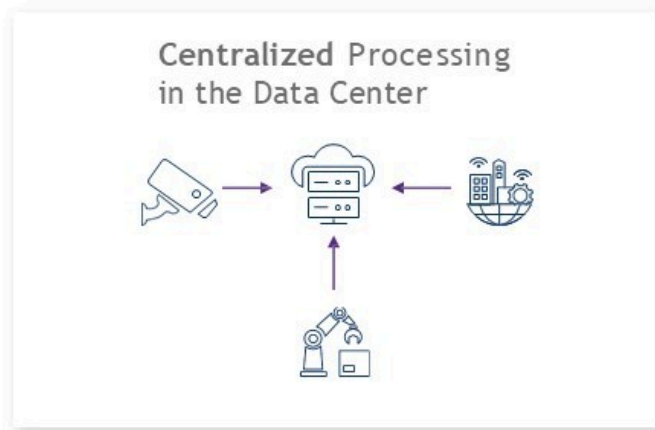 Centralized Processing
in the Data Center